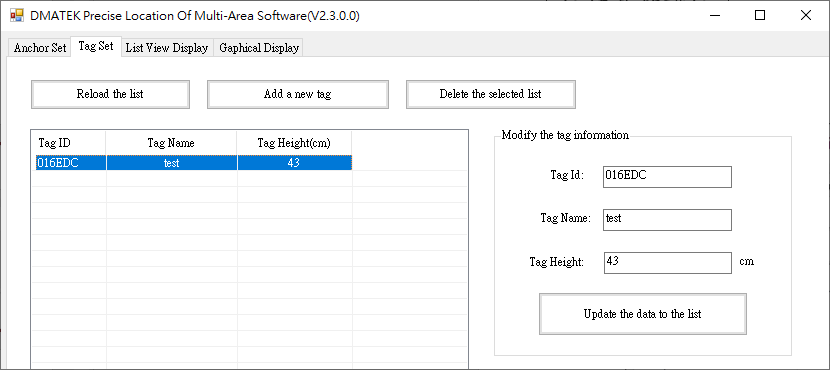 DMATEK Precise Location Of Multi-Area Software(V2.3.0.0)
Anchor Set Tag Set List View Display Gaphical Display
Reload the list Add a new tag Delete the selected list
Tag ID Tag Name Tag Height(cm)
016EDC test 43
Modify the tag information
Tag Id: 016EDC
Tag Name: test
Tag Height: 43 cm
Update the data to the list